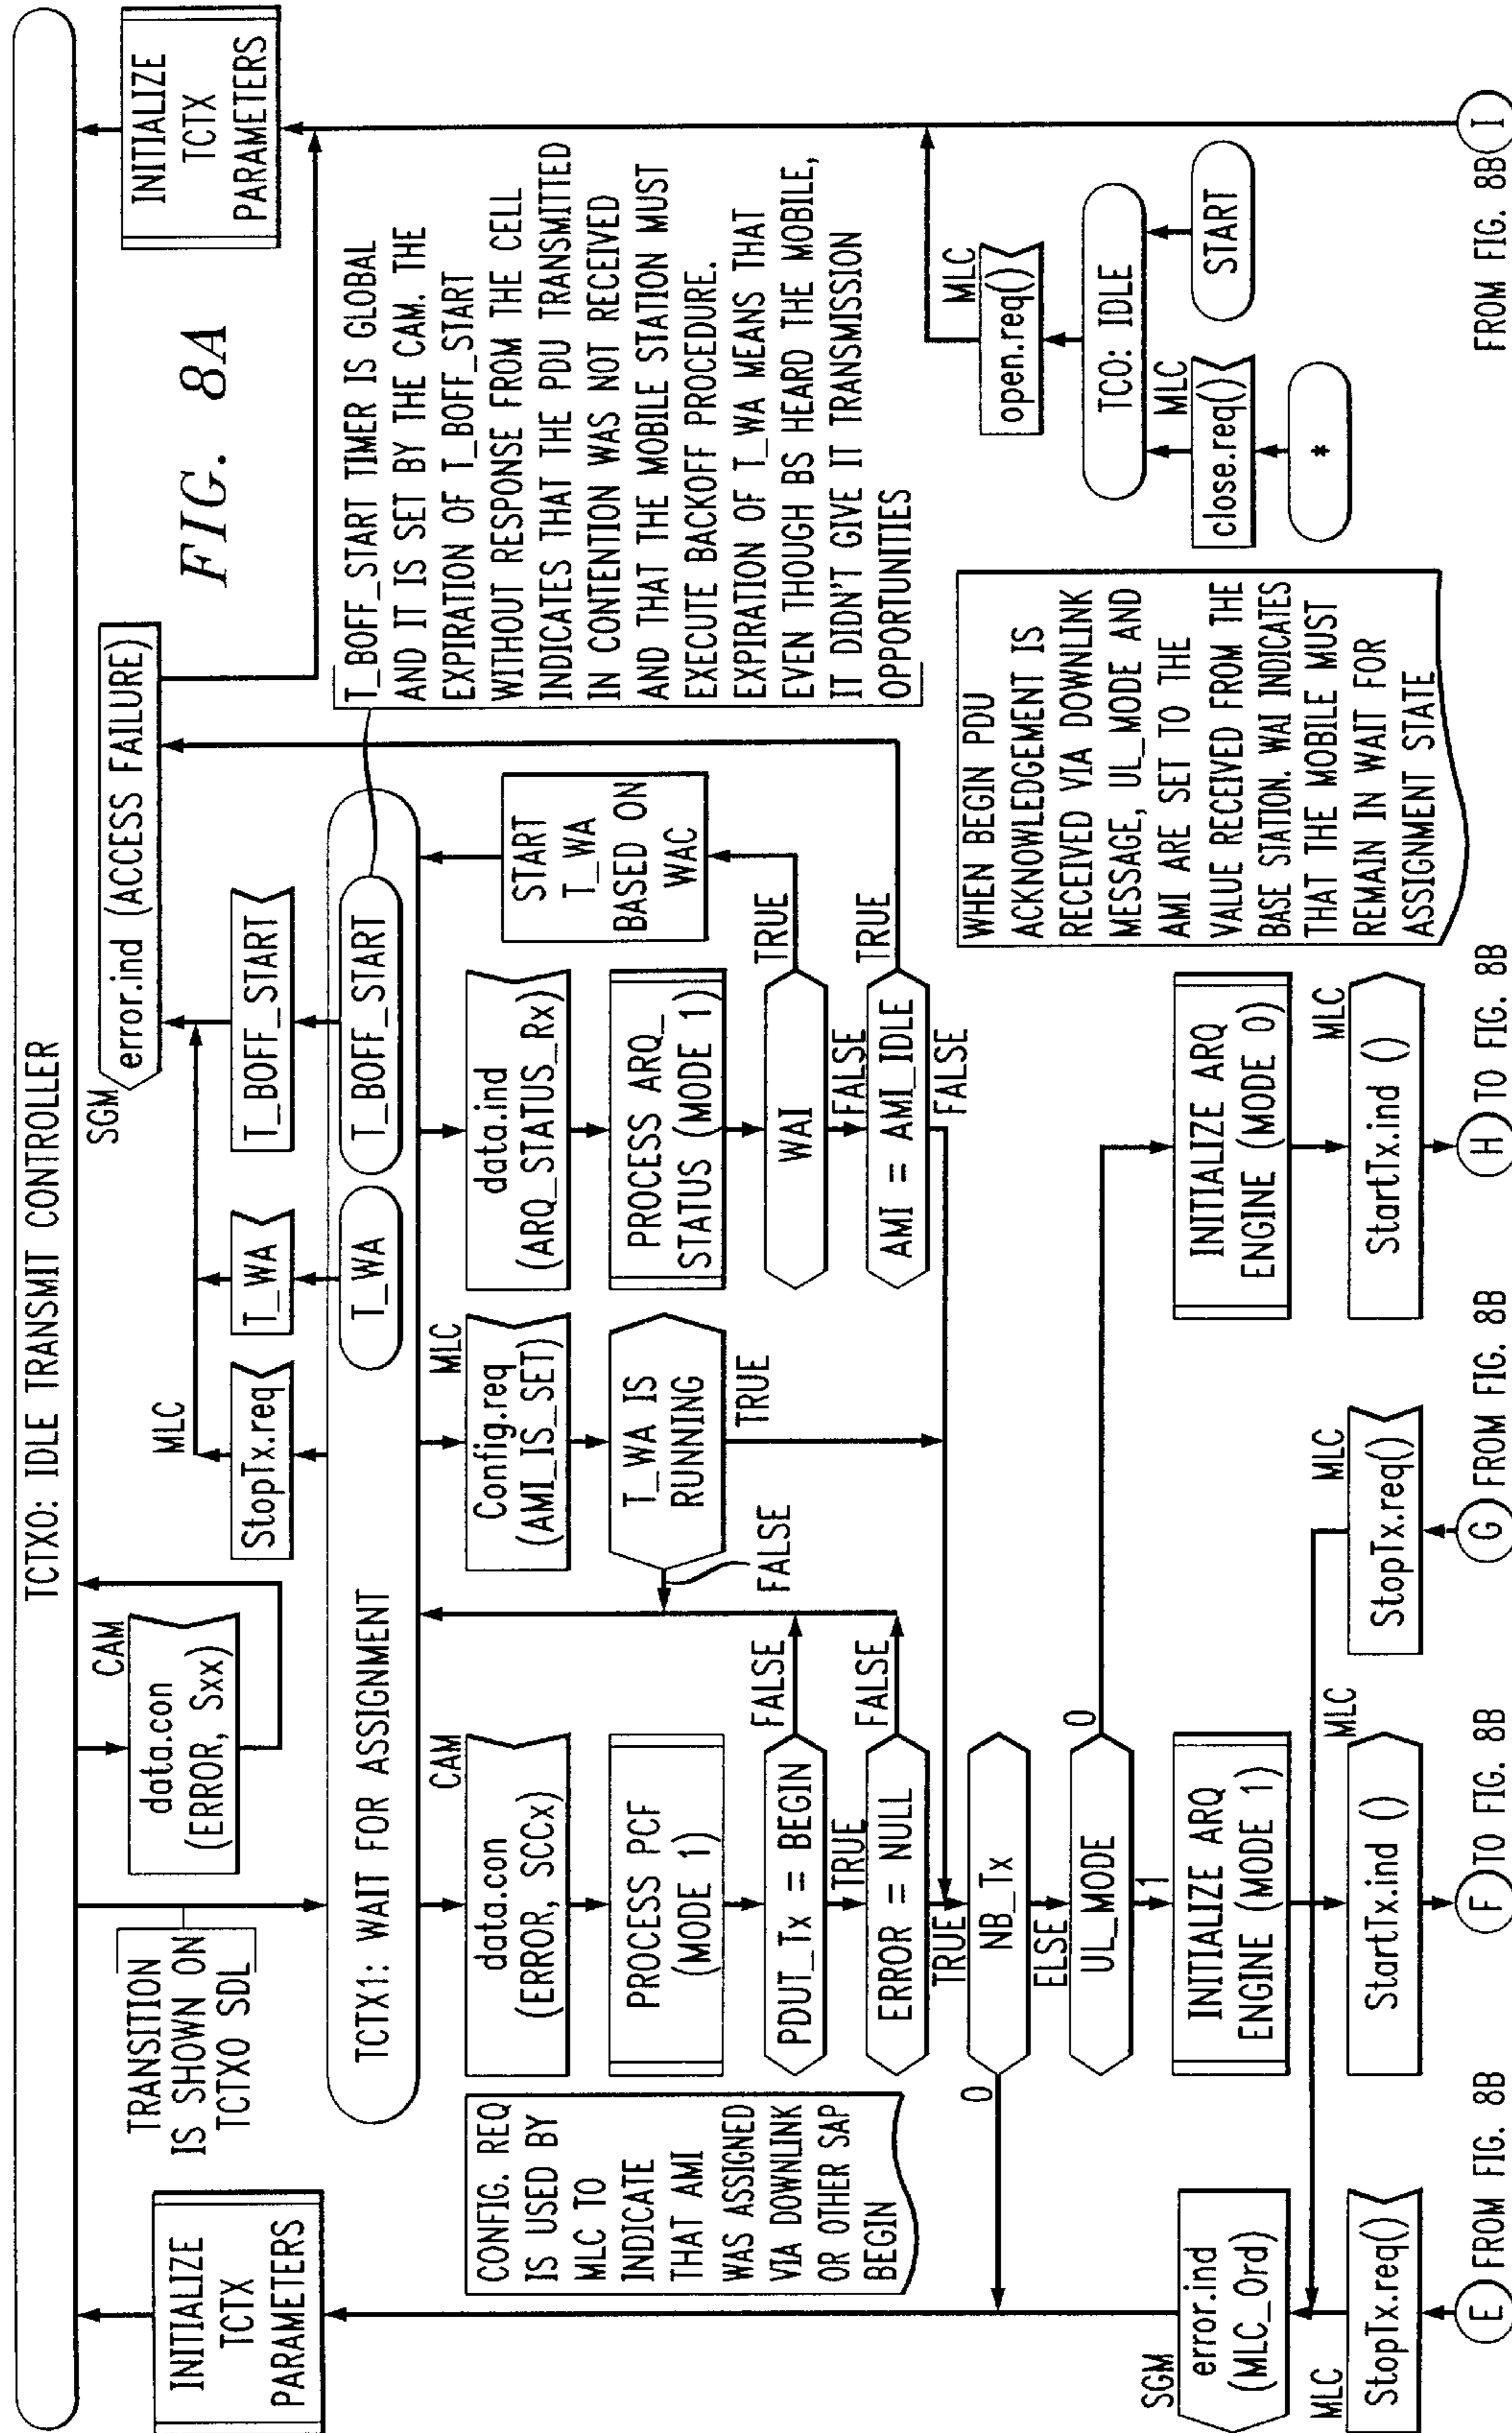 TCTX0: IDLE TRANSMIT CONTROLLER
FIG. 8A
INITIALIZE
TCTX
PARAMETERS
TRANSITION
IS SHOWN ON
TCTX0 SDL
CAM
data.con
(ERROR, Sxx)
SGM
error.ind (ACCESS FAILURE)
INITIALIZE
TCTX
PARAMETERS
MLC
StopTx.req
T_WA
T_BOFF_START
TCTX1: WAIT FOR ASSIGNMENT
T_WA
T_BOFF_START
T_BOFF_START TIMER IS GLOBAL
AND IT IS SET BY THE CAM. THE
EXPIRATION OF T_BOFF_START
WITHOUT RESPONSE FROM THE CELL
INDICATES THAT THE PDU TRANSMITTED
IN CONTENTION WAS NOT RECEIVED
AND THAT THE MOBILE STATION MUST
EXECUTE BACKOFF PROCEDURE.
EXPIRATION OF T_WA MEANS THAT
EVEN THOUGH BS HEARD THE MOBILE,
IT DIDN'T GIVE IT TRANSMISSION
OPPORTUNITIES
CONFIG. REQ
IS USED BY
MLC TO
INDICATE
THAT AMI
WAS ASSIGNED
VIA DOWNLINK
OR OTHER SAP
BEGIN
CAM
data.con
(ERROR, SCCx)
PROCESS PCF
(MODE 1)
PDUT_Tx = BEGIN
FALSE
TRUE
ERROR = NULL
FALSE
TRUE
NB_Tx
0
ELSE
UL_MODE
0
1
INITIALIZE ARQ
ENGINE (MODE 1)
MLC
StartTx.ind ()
F TO FIG. 8B
MLC
Config.req
(AMI_IS_SET)
T_WA IS
RUNNING
FALSE
TRUE
data.ind
(ARQ_STATUS_Rx)
PROCESS ARQ_
STATUS (MODE 1)
WAI
TRUE
FALSE
AMI = AMI_IDLE
TRUE
FALSE
START
T_WA
BASED ON
WAC
INITIALIZE ARQ
ENGINE (MODE 0)
MLC
StartTx.ind ()
H TO FIG. 8B
SGM
error.ind
(MLC_Ord)
MLC
StopTx.req()
E FROM FIG. 8B
MLC
StopTx.req()
G FROM FIG. 8B
WHEN BEGIN PDU
ACKNOWLEDGEMENT IS
RECEIVED VIA DOWNLINK
MESSAGE, UL_MODE AND
AMI ARE SET TO THE
VALUE RECEIVED FROM THE
BASE STATION. WAI INDICATES
THAT THE MOBILE MUST
REMAIN IN WAIT FOR
ASSIGNMENT STATE
MLC
open.req()
TCO: IDLE
MLC
close.req()
*
START
FROM FIG. 8B I